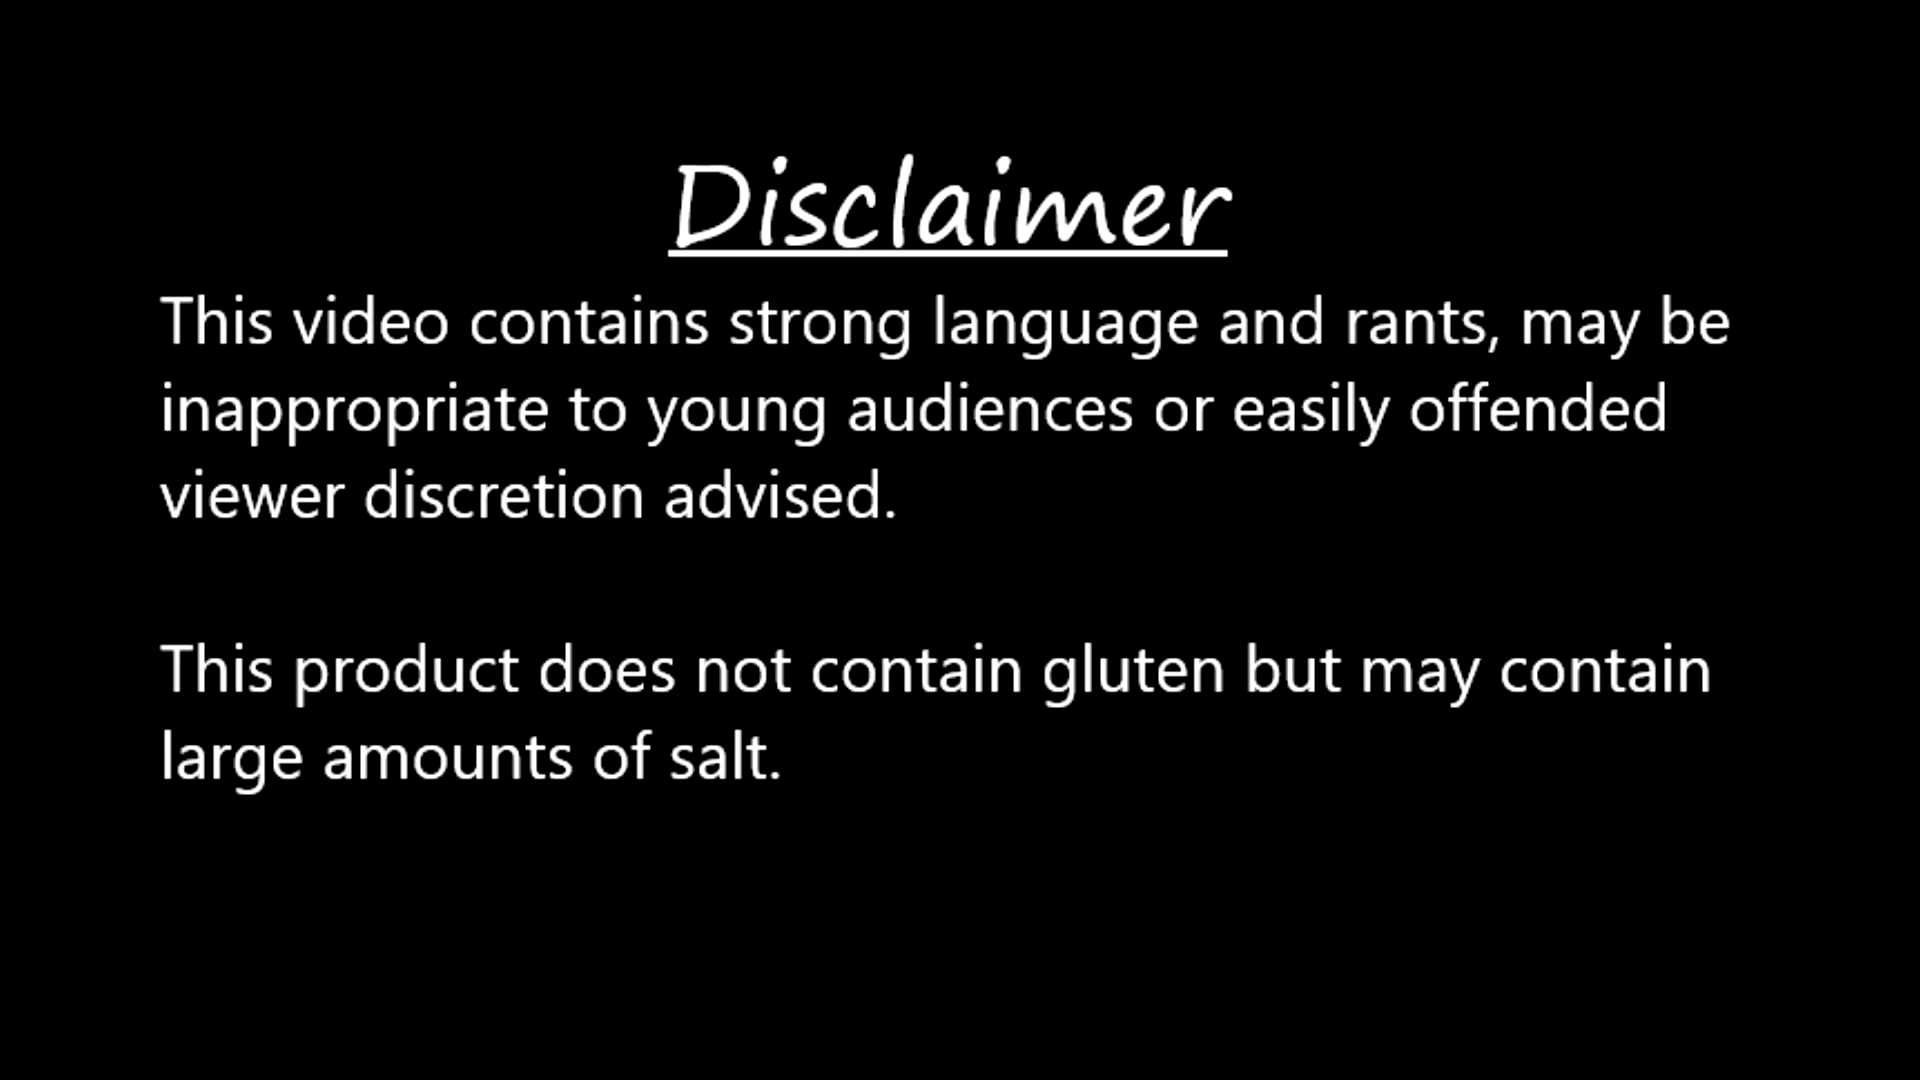 Disclaimer
This video contains strong language and rants, may be
inappropriate to young audiences or easily offended
viewer discretion advised.
This product does not contain gluten but may contain
large amounts of salt.